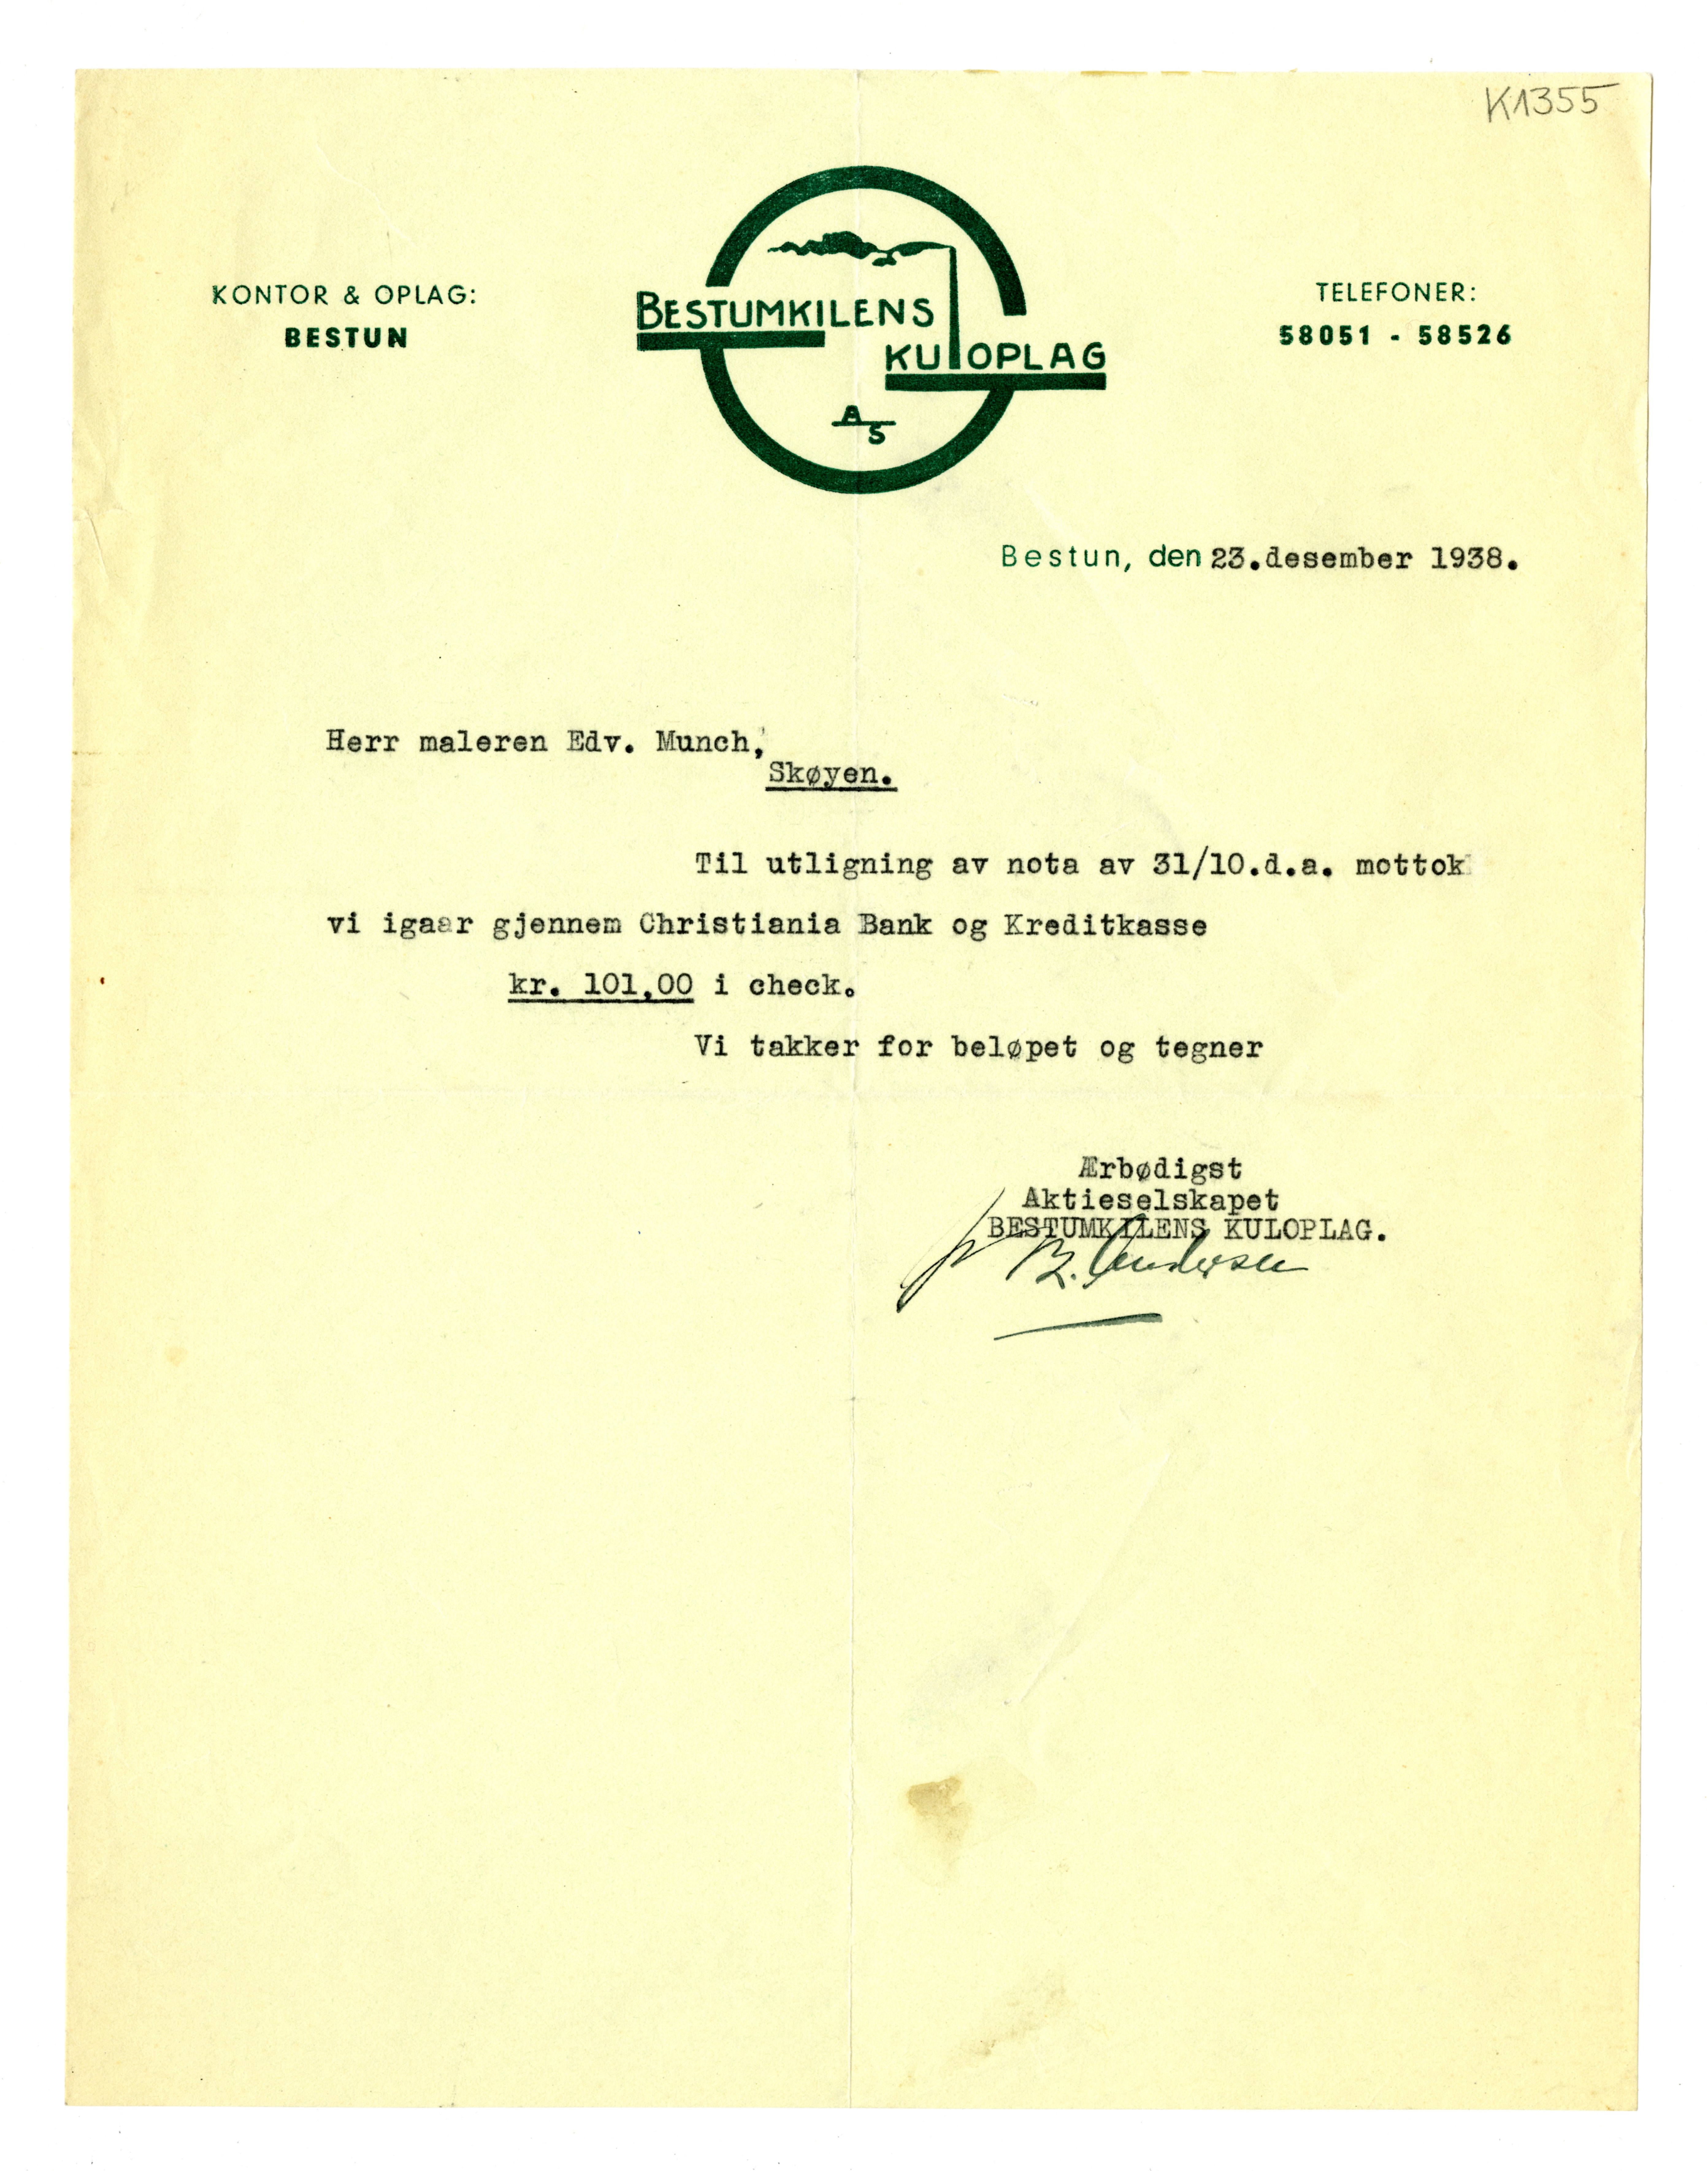 K1355
KONTOR & OPLAG:
BESTUN
BESTUMKILENS
KULOPLAG
A/S
TELEFONER:
58051 - 58526
Bestun, den 23.desember 1938.
Herr maleren Edv. Munch,
Skøyen.
Til utligning av nota av 31/10.d.a. mottok
vi igaar gjennem Christiania Bank og Kreditkasse
kr. 101,00 i check.
Vi takker for beløpet og tegner
Ærbødigst
Aktieselskapet
BESTUMKILENS KULOPLAG.
B. Andersen